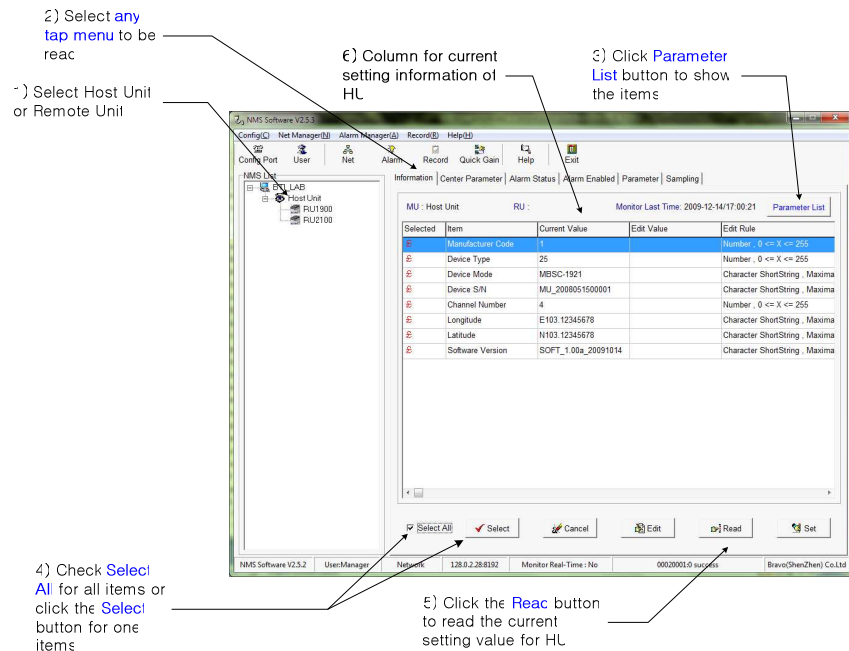 2) Select any
tap menu to be
read
6) Column for current
setting information of
HU
3) Click Parameter
List button to show
the items
1) Select Host Unit
or Remote Unit
NMS Software V2.5.5
Config(C) Net Manager(N) Alarm Manager(A) Record(R) Help(H)
Config Port User Net Alarm Record Quick Gain Help Exit
NMS List
BTI_LAB
Host Unit
RU1900
RU2100
Information Center Parameter Alarm Status Alarm Enabled Parameter Sampling
MU : Host Unit RU : Monitor Last Time: 2009-12-14/17:00:21 Parameter List
Selected Item Current Value Edit Value Edit Rule
£ Manufacturer Code 1 Number , 0 <= X <= 255
£ Device Type 25 Number , 0 <= X <= 255
£ Device Mode MBSC-1921 Character ShortString , Maxima
£ Device S/N MU_2008051500001 Character ShortString , Maxima
£ Channel Number 4 Number , 0 <= X <= 255
£ Longitude E103.12345678 Character ShortString , Maxima
£ Latitude N103.12345678 Character ShortString , Maxima
£ Software Version SOFT_1.00a_20091014 Character ShortString , Maxima
Select All Select Cancel Edit Read Set
NMS Software V2.5.2 User:Manager Network 128.0.2.28:8192 Monitor Real-Time : No 00020001:0 success Bravo(ShenZhen) Co.Ltd
4) Check Select
All for all items or
click the Select
button for one
items
5) Click the Read button
to read the current
setting value for HU